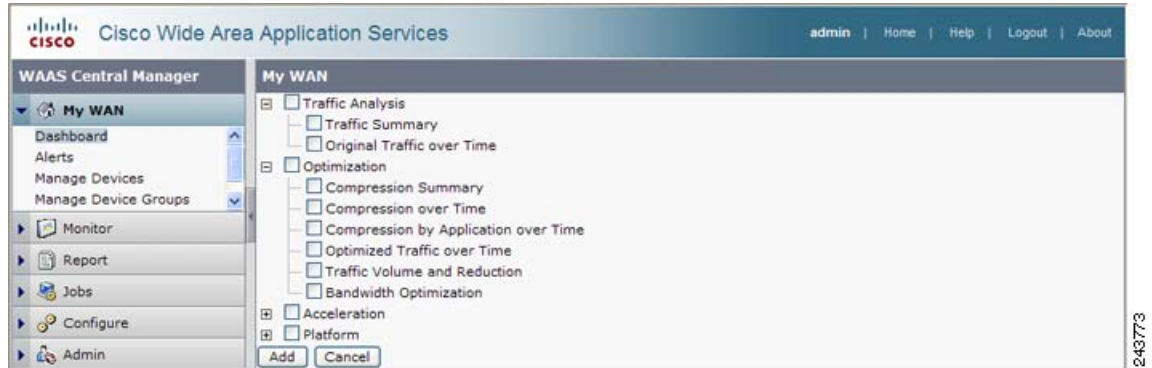 CISCO Cisco Wide Area Application Services admin | Home | Help | Logout | About
WAAS Central Manager
My WAN
Dashboard
Alerts
Manage Devices
Manage Device Groups
Monitor
Report
Jobs
Configure
Admin
My WAN
Traffic Analysis
Traffic Summary
Original Traffic over Time
Optimization
Compression Summary
Compression over Time
Compression by Application over Time
Optimized Traffic over Time
Traffic Volume and Reduction
Bandwidth Optimization
Acceleration
Platform
Add Cancel
243773